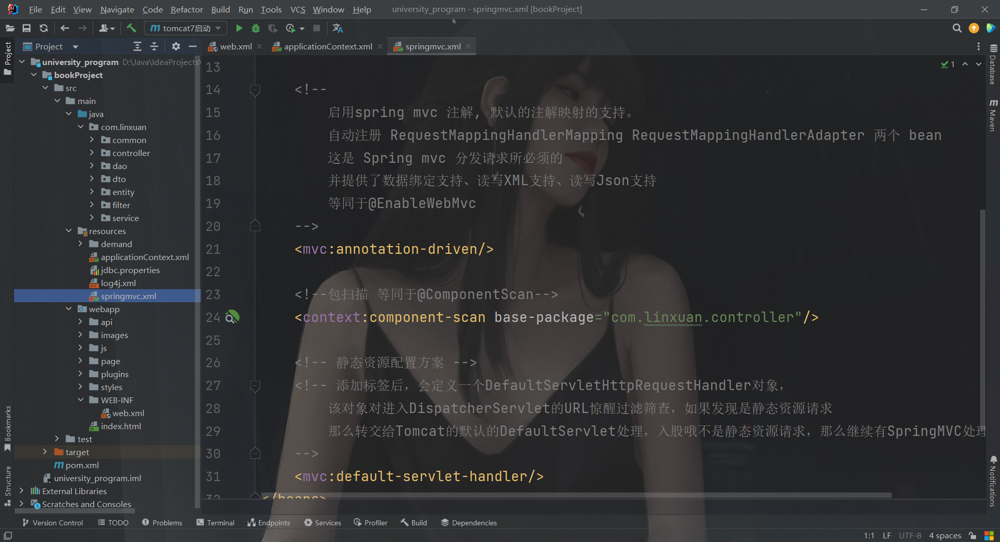 File Edit View Navigate Code Refactor Build Run Tools VCS Window Help university_program - springmvc.xml [bookProject]
tomcat7启动
Project
web.xml applicationContext.xml springmvc.xml
Project
university_program D:\Java\IdeaProjects\
bookProject
src
main
java
com.linxuan
common
controller
dao
dto
entity
filter
service
resources
demand
applicationContext.xml
jdbc.properties
log4j.xml
springmvc.xml
webapp
api
images
js
page
plugins
styles
WEB-INF
web.xml
index.html
test
target
pom.xml
university_program.iml
External Libraries
Scratches and Consoles
Bookmarks
Structure
13
14 <!--
15 启用spring mvc 注解, 默认的注解映射的支持。
16 自动注册 RequestMappingHandlerMapping RequestMappingHandlerAdapter 两个 bean
17 这是 Spring mvc 分发请求所必须的
18 并提供了数据绑定支持、读写XML支持、读写Json支持
19 等同于@EnableWebMvc
20 -->
21 <mvc:annotation-driven/>
22
23 <!--包扫描 等同于@ComponentScan-->
24 <context:component-scan base-package="com.linxuan.controller"/>
25
26 <!-- 静态资源配置方案 -->
27 <!-- 添加标签后，会定义一个DefaultServletHttpRequestHandler对象，
28 该对象对进入DispatcherServlet的URL惊醒过滤筛查，如果发现是静态资源请求
29 那么转交给Tomcat的默认的DefaultServlet处理，入股哦不是静态资源请求，那么继续有SpringMVC处理
30 -->
31 <mvc:default-servlet-handler/>
32 </beans>
1
Database
Maven
Notifications
Version Control TODO Problems Terminal Endpoints Services Profiler Build Dependencies
1:1 LF UTF-8 4 spaces